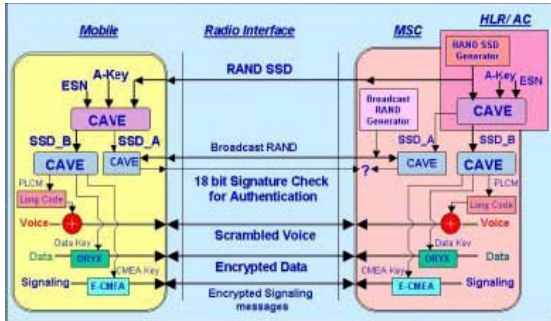 Mobile
Radio Interface
MSC
HLR/ AC
RAND SSD
Generator
A-Key
ESN
RAND SSD
A-Key
ESN
Broadcast
RAND
Generator
CAVE
CAVE
SSD_B
SSD_A
SSD_A
SSD_B
CAVE
CAVE
Broadcast RAND
CAVE
CAVE
?
PLCM
18 bit Signature Check
for Authentication
PLCM
Long Code
Long Code
Voice
+
Scrambled Voice
+
Voice
Data Key
Data Key
Data
ORYX
Encrypted Data
ORYX
Data
CMEA Key
CMEA Key
Signaling
E-CMEA
Encrypted Signaling
messages
E-CMEA
Signaling